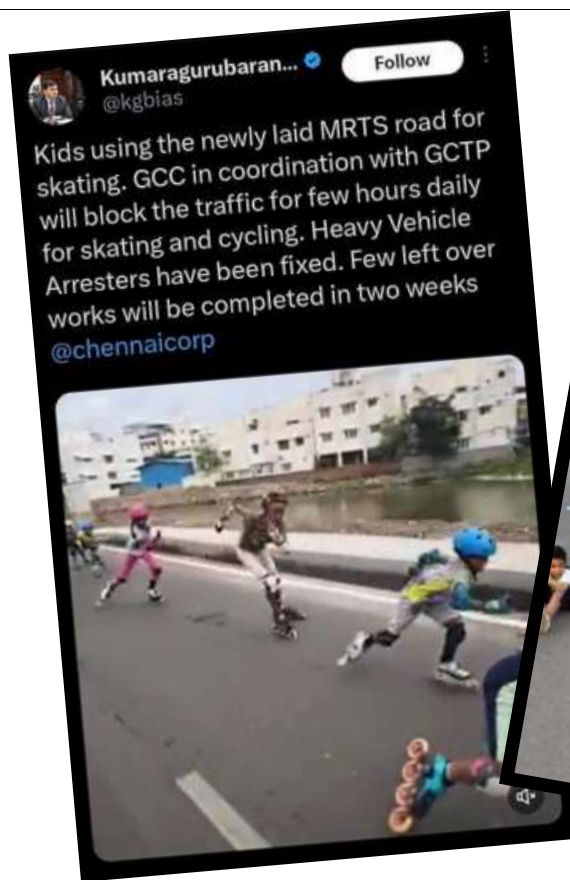 Kumaragurubaran...
Follow
@kgbias
Kids using the newly laid MRTS road for
skating. GCC in coordination with GCTP
will block the traffic for few hours daily
for skating and cycling. Heavy Vehicle
Arresters have been fixed. Few left over
works will be completed in two weeks
@chennaicorp